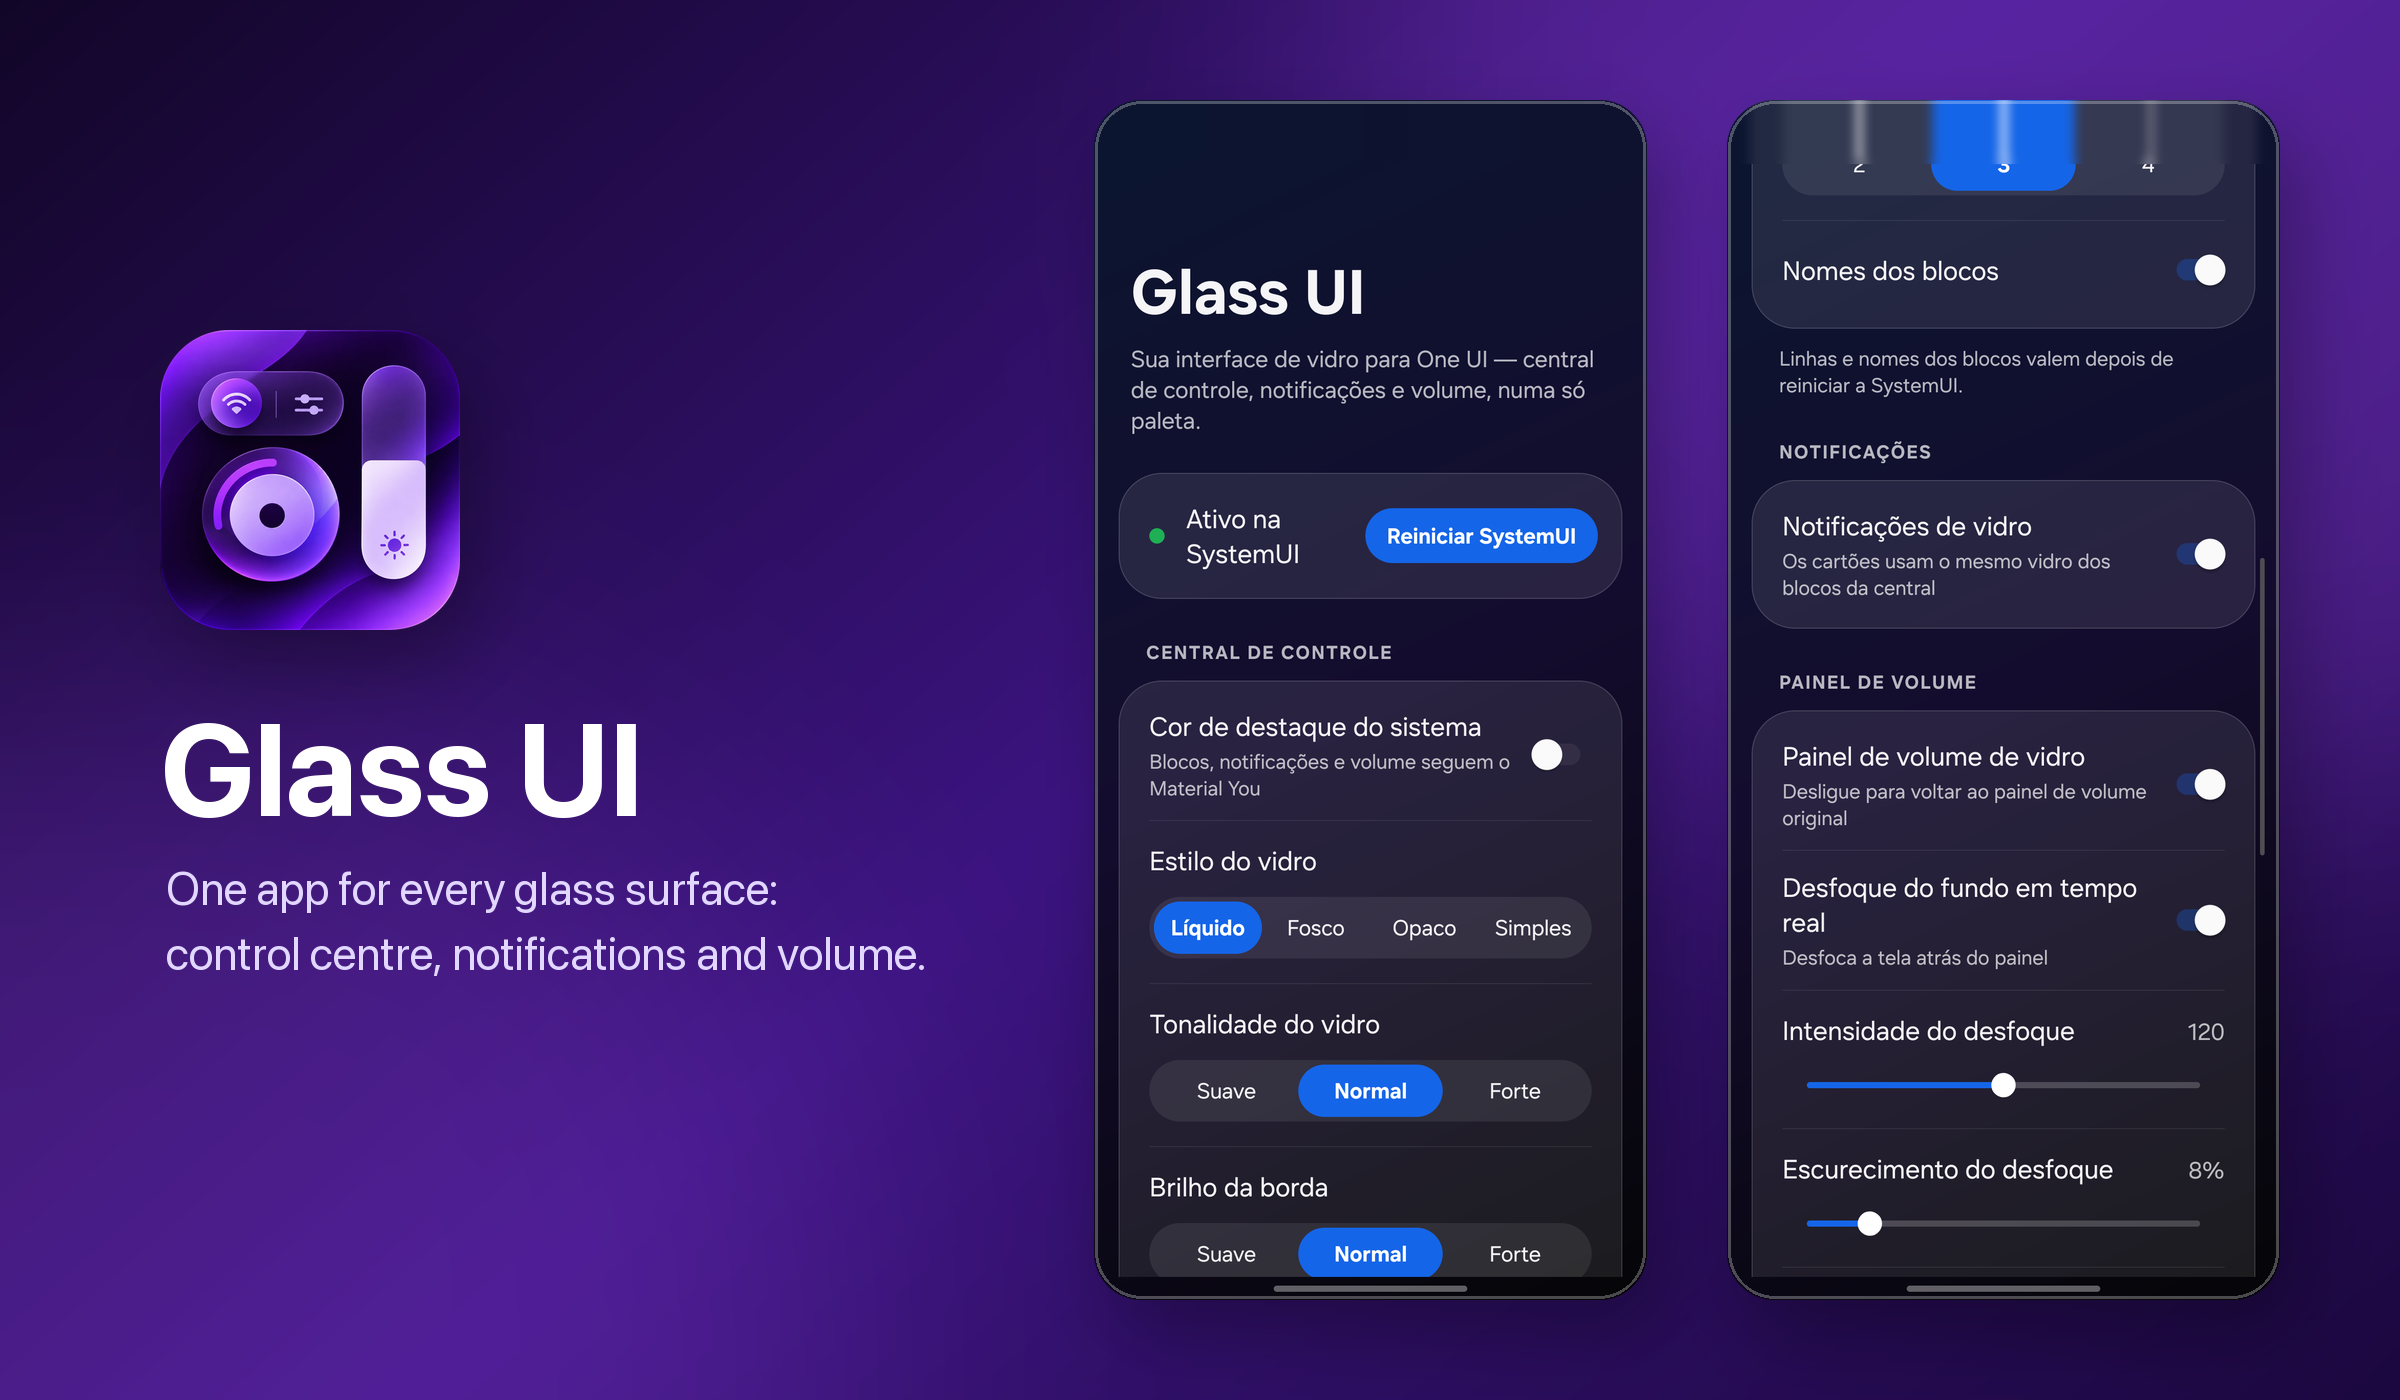 Glass UI
One app for every glass surface:
control centre, notifications and volume.
Glass UI
Sua interface de vidro para One UI — central
de controle, notificações e volume, numa só
paleta.
Ativo na
SystemUI
Reiniciar SystemUI
CENTRAL DE CONTROLE
Cor de destaque do sistema
Blocos, notificações e volume seguem o
Material You
Estilo do vidro
Líquido Fosco Opaco Simples
Tonalidade do vidro
Suave Normal Forte
Brilho da borda
Suave Normal Forte
2 3 4
Nomes dos blocos
Linhas e nomes dos blocos valem depois de
reiniciar a SystemUI.
NOTIFICAÇÕES
Notificações de vidro
Os cartões usam o mesmo vidro dos
blocos da central
PAINEL DE VOLUME
Painel de volume de vidro
Desligue para voltar ao painel de volume
original
Desfoque do fundo em tempo
real
Desfoca a tela atrás do painel
Intensidade do desfoque 120
Escurecimento do desfoque 8%